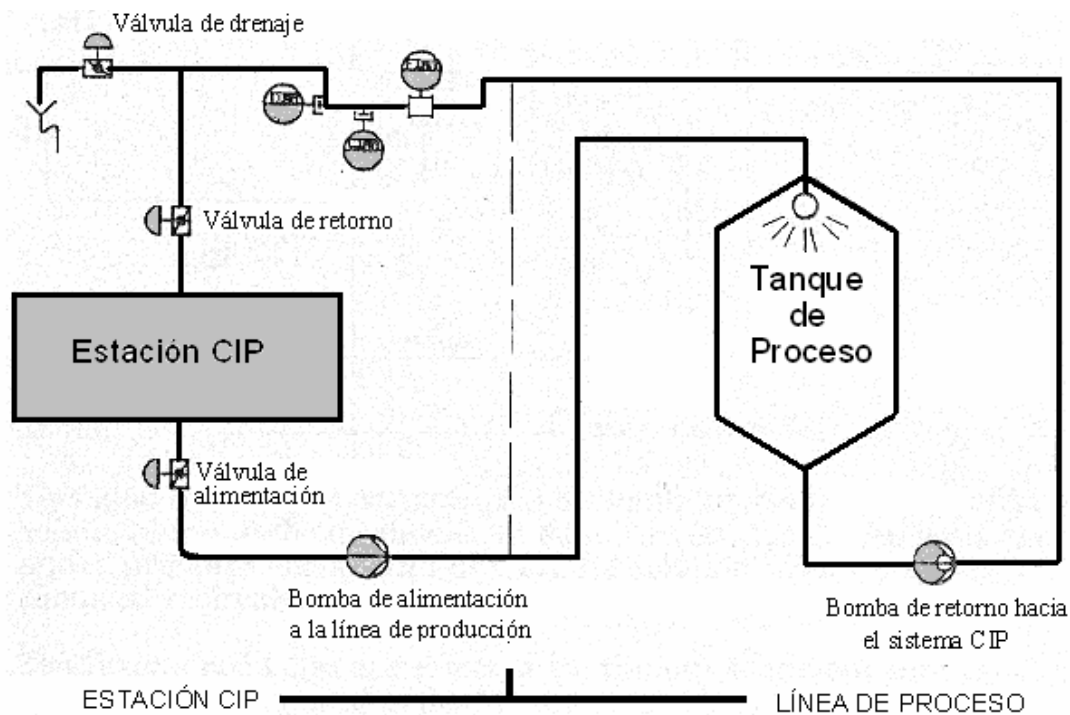 Válvula de drenaje
Válvula de retorno
Estación CIP
Válvula de
alimentación
Bomba de alimentación
a la línea de producción
Tanque
de
Proceso
Bomba de retorno hacia
el sistema CIP
ESTACIÓN CIP
LÍNEA DE PROCESO